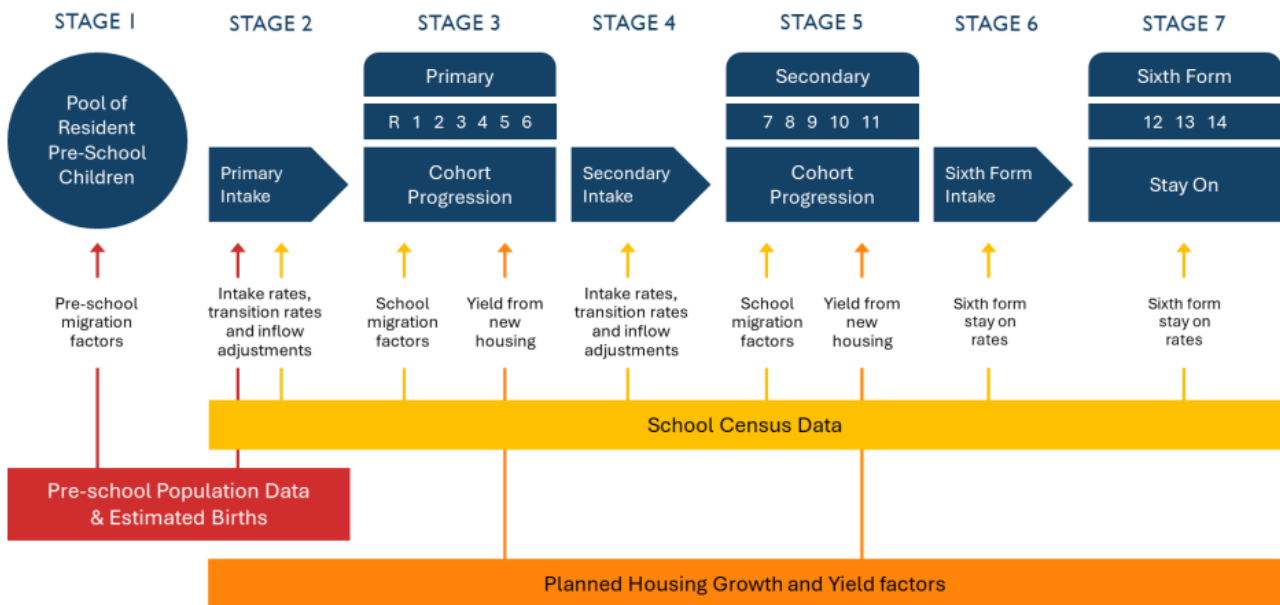 STAGE 1
STAGE 2
STAGE 3
STAGE 4
STAGE 5
STAGE 6
STAGE 7
Pool of
Resident
Pre-School
Children
Primary
Intake
Primary
R 1 2 3 4 5 6
Cohort
Progression
Secondary
Intake
Secondary
7 8 9 10 11
Cohort
Progression
Sixth Form
Intake
Sixth Form
12 13 14
Stay On
Pre-school
migration
factors
Intake rates,
transition rates
and inflow
adjustments
School
migration
factors
Yield from
new
housing
Intake rates,
transition rates
and inflow
adjustments
School
migration
factors
Yield from
new
housing
Sixth form
stay on
rates
Sixth form
stay on
rates
School Census Data
Pre-school Population Data
& Estimated Births
Planned Housing Growth and Yield factors